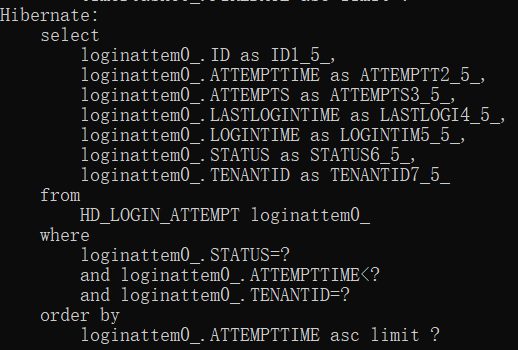 Hibernate:
    select
        loginattem0_.ID as ID1_5_,
        loginattem0_.ATTEMPTTIME as ATTEMPTT2_5_,
        loginattem0_.ATTEMPTS as ATTEMPTS3_5_,
        loginattem0_.LASTLOGINTIME as LASTLOGI4_5_,
        loginattem0_.LOGINTIME as LOGINTIM5_5_,
        loginattem0_.STATUS as STATUS6_5_,
        loginattem0_.TENANTID as TENANTID7_5_
    from
        HD_LOGIN_ATTEMPT loginattem0_
    where
        loginattem0_.STATUS=?
        and loginattem0_.ATTEMPTTIME<?
        and loginattem0_.TENANTID=?
    order by
        loginattem0_.ATTEMPTTIME asc limit ?